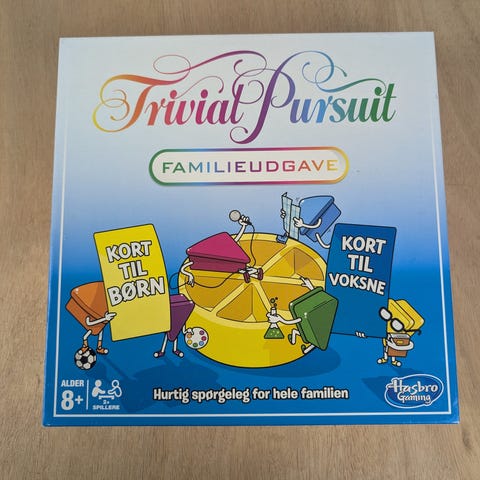 Trivial Pursuit
FAMILIEUDGAVE
KORT
TIL
BØRN
KORT
TIL
VOKSNE
Hurtig spørgeleg for hele familien
ALDER
8+
2+
SPILLERE
Hasbro
Gaming